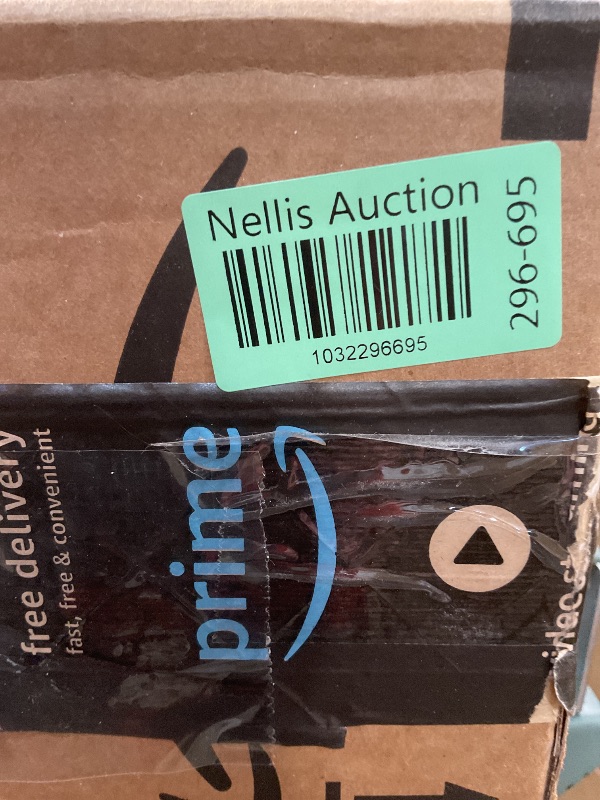 Nellis Auction
1032296695
296-695
free delivery
fast, free & convenient
prime